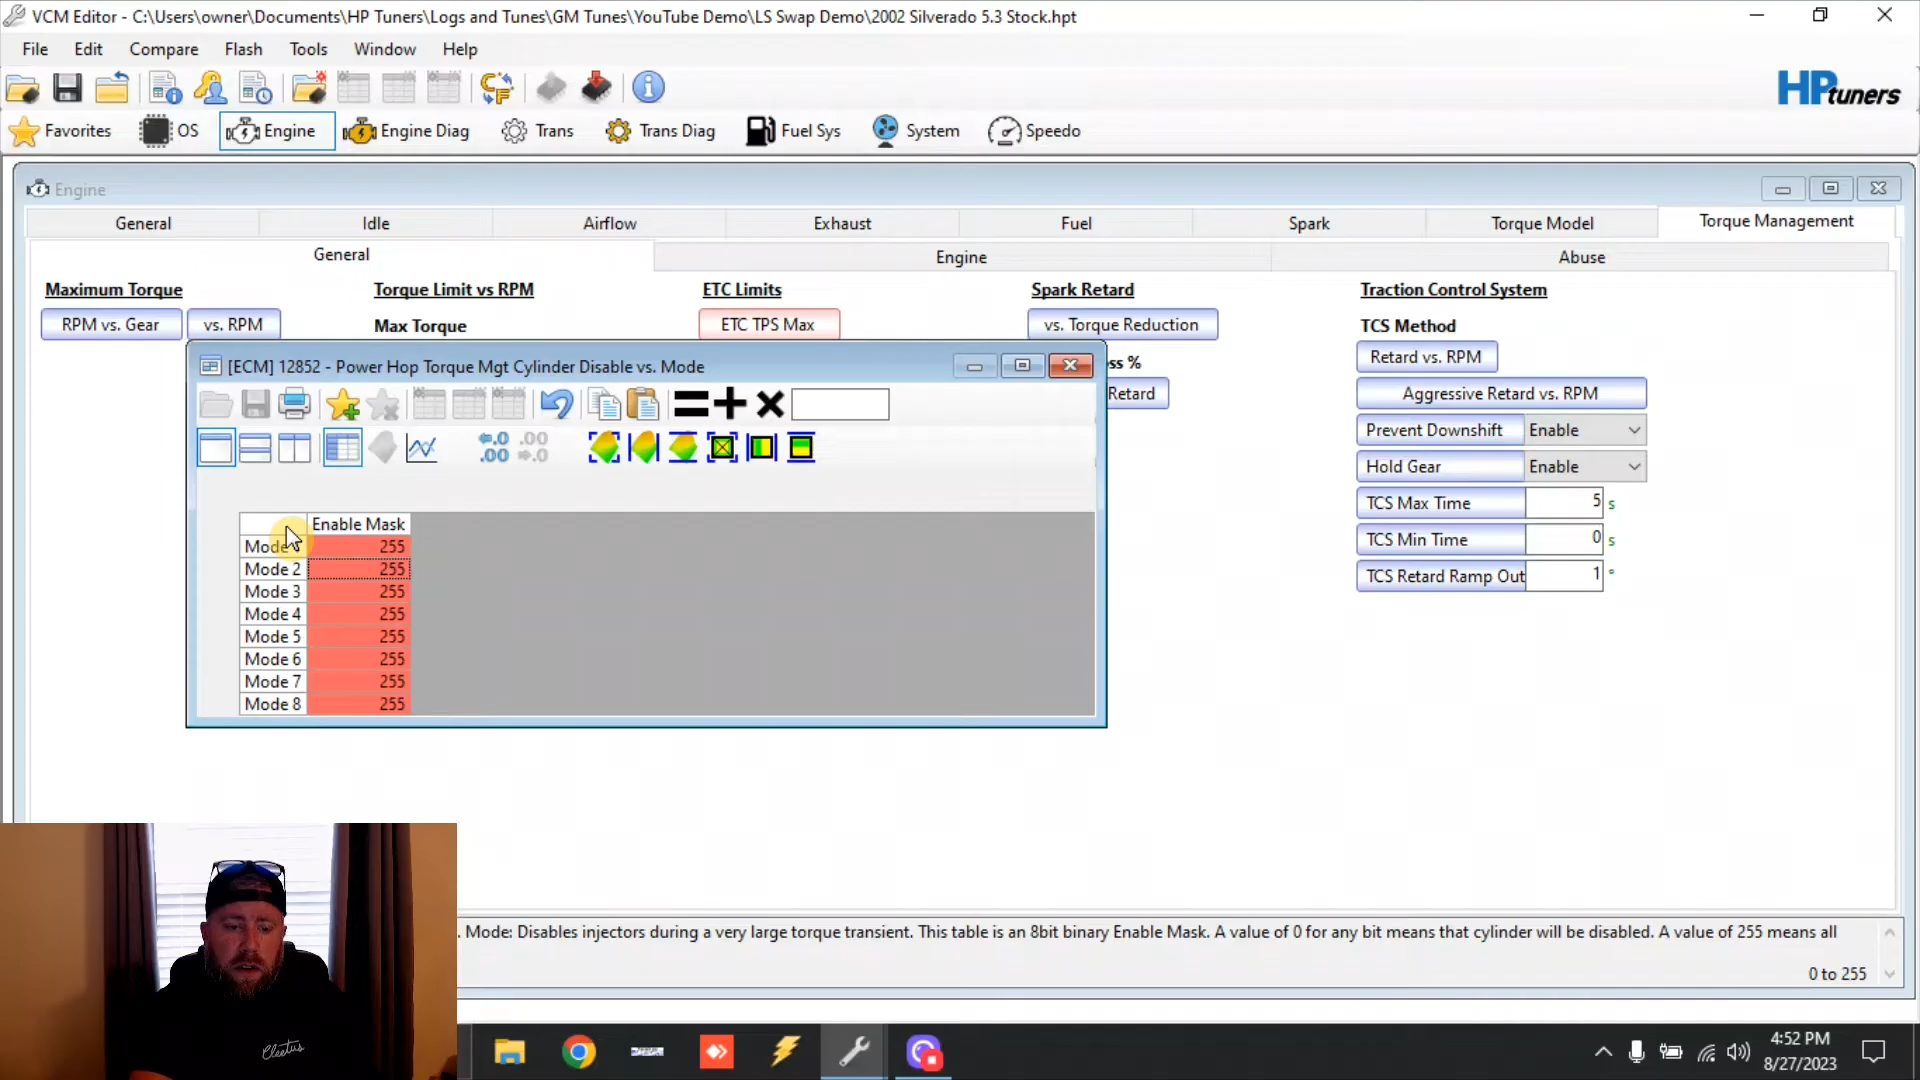 VCM Editor - C:\Users\owner\Documents\HP Tuners\Logs and Tunes\GM Tunes\YouTube Demo\LS Swap Demo\2002 Silverado 5.3 Stock.hpt
File Edit Compare Flash Tools Window Help
HP tuners
Favorites OS Engine Engine Diag Trans Trans Diag Fuel Sys System Speedo
Engine
General Idle Airflow Exhaust Fuel Spark Torque Model Torque Management
General Engine Abuse
Maximum Torque Torque Limit vs RPM ETC Limits Spark Retard Traction Control System
RPM vs. Gear vs. RPM Max Torque ETC TPS Max vs. Torque Reduction TCS Method
Retard vs. RPM
[ECM] 12852 - Power Hop Torque Mgt Cylinder Disable vs. Mode
ss %
Retard
Aggressive Retard vs. RPM
Prevent Downshift Enable
Hold Gear Enable
TCS Max Time 5 s
TCS Min Time 0 s
TCS Retard Ramp Out 1 °
Enable Mask
Mode 255
Mode 2 255
Mode 3 255
Mode 4 255
Mode 5 255
Mode 6 255
Mode 7 255
Mode 8 255
. Mode: Disables injectors during a very large torque transient. This table is an 8bit binary Enable Mask. A value of 0 for any bit means that cylinder will be disabled. A value of 255 means all
0 to 255
Cleetus
4:52 PM
8/27/2023